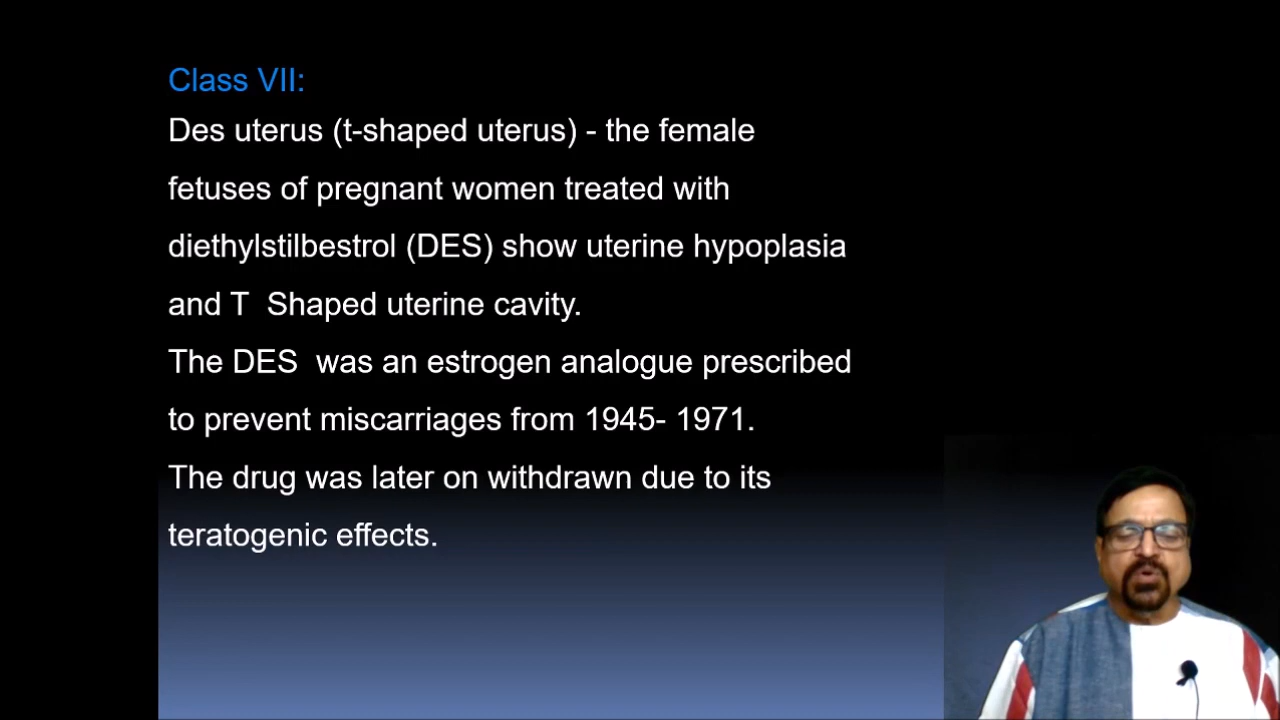 Class VII:
Des uterus (t-shaped uterus) - the female
fetuses of pregnant women treated with
diethylstilbestrol (DES) show uterine hypoplasia
and T  Shaped uterine cavity.
The DES  was an estrogen analogue prescribed
to prevent miscarriages from 1945- 1971.
The drug was later on withdrawn due to its
teratogenic effects.